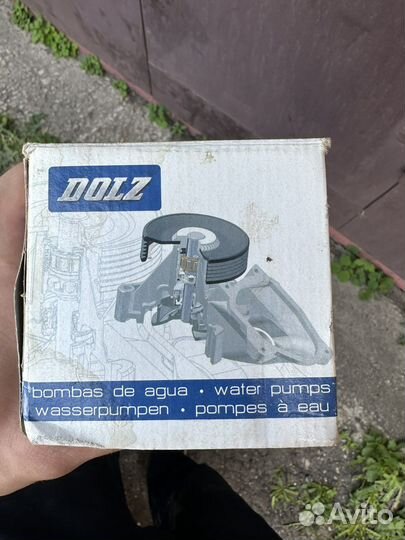 DOLZ
bombas de agua • water pumps
wasserpumpen • pompes à eau
Avito